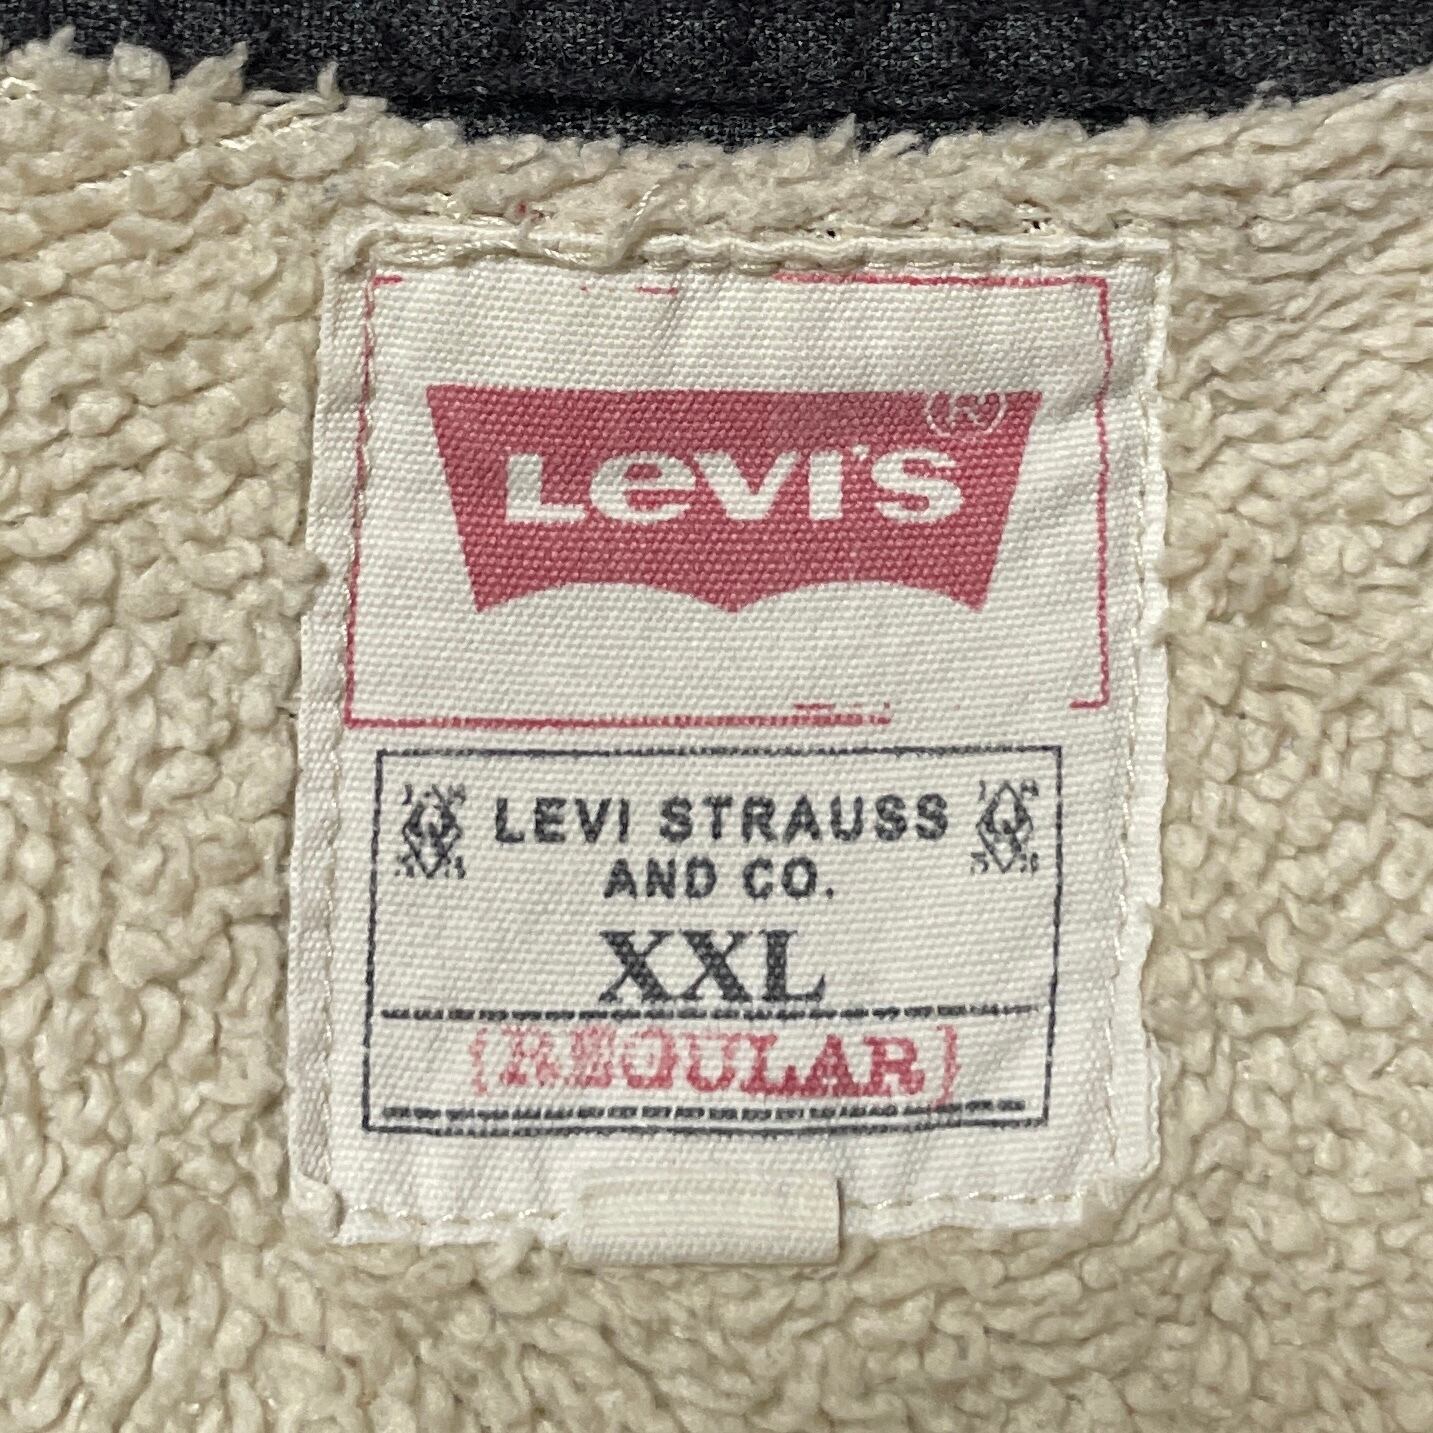 Levi's®
LEVI STRAUSS
AND CO.
XXL
{REGULAR}